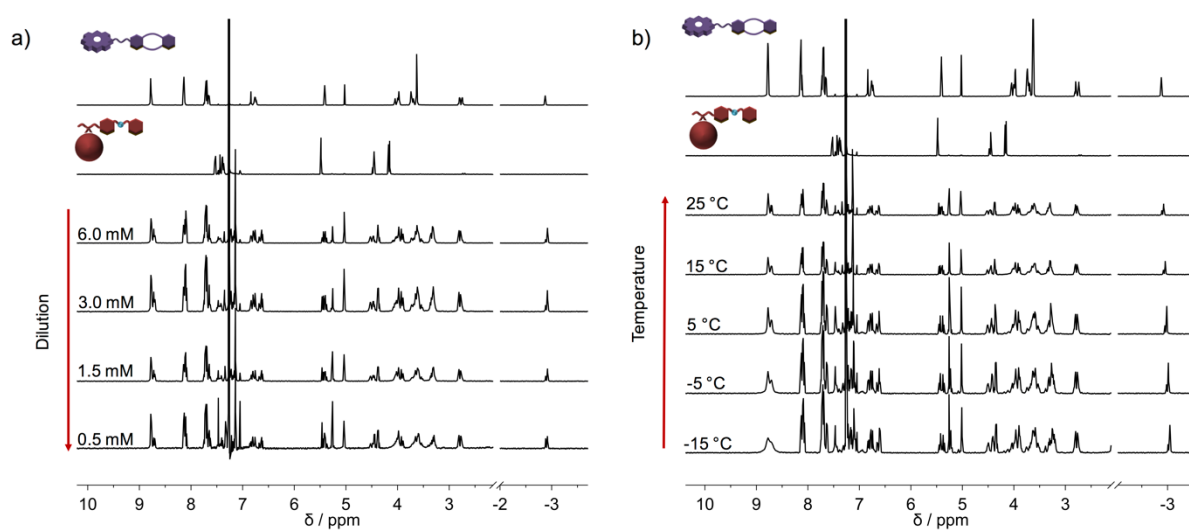 a)
6.0 mM
3.0 mM
1.5 mM
0.5 mM
Dilution
10 9 8 7 6 5 4 3 -2 -3
δ / ppm
b)
25 °C
15 °C
5 °C
-5 °C
-15 °C
Temperature
10 9 8 7 6 5 4 3 -3
δ / ppm